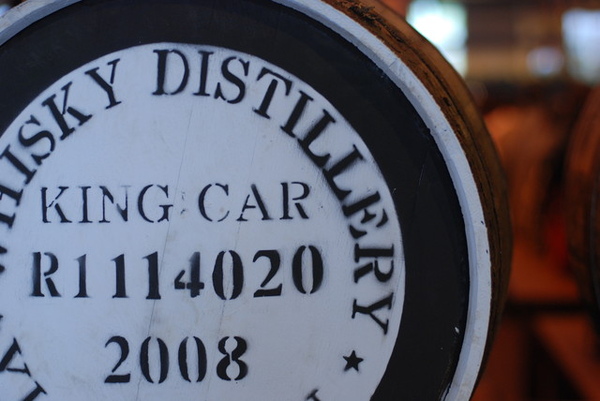 WHISKY DISTILLERY
KING CAR
R1114020
2008